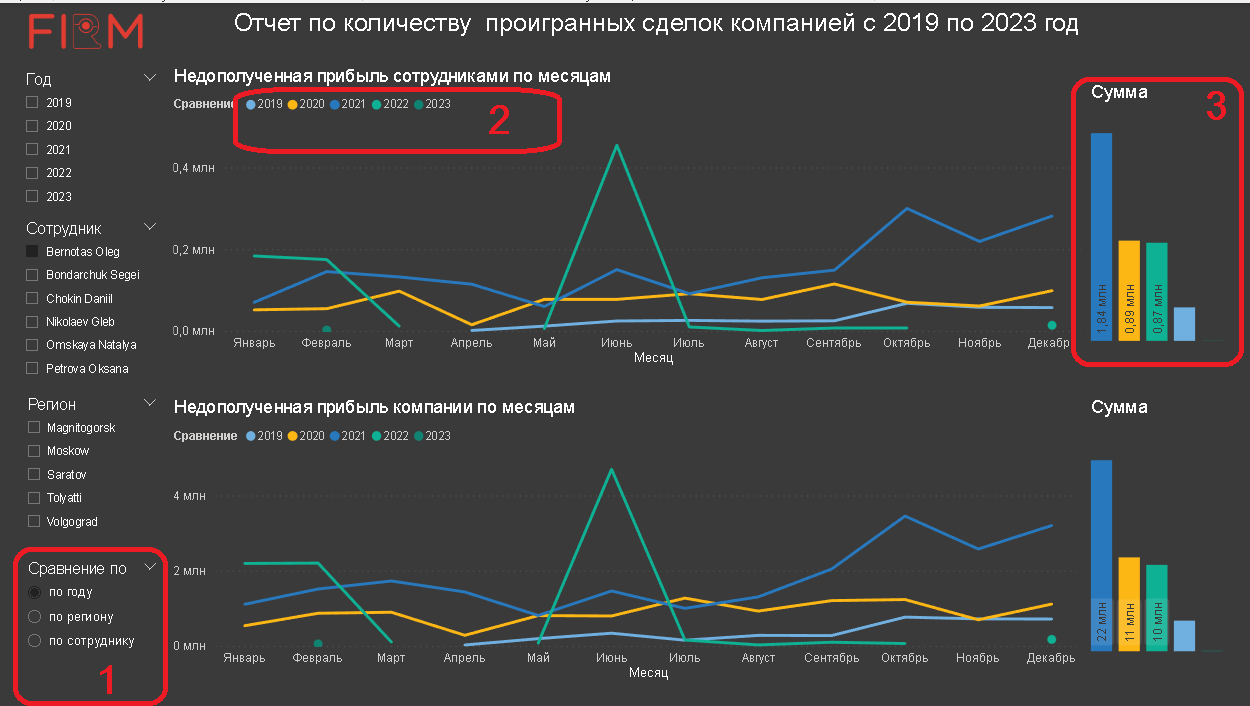 FIRM
Отчет по количеству проигранных сделок компанией с 2019 по 2023 год
Год
2019
2020
2021
2022
2023
Сотрудник
Bernotas Oleg
Bondarchuk Segei
Chokin Daniil
Nikolaev Gleb
Omskaya Natalya
Petrova Oksana
Регион
Magnitogorsk
Moskow
Saratov
Tolyatti
Volgograd
Сравнение по
по году
по региону
по сотруднику
1
Недополученная прибыль сотрудниками по месяцам
Сравнение 2019 2020 2021 2022 2023
2
0,4 млн
0,2 млн
0,0 млн
Январь Февраль Март Апрель Май Июнь Июль Август Сентябрь Октябрь Ноябрь Декабр
Месяц
Сумма
3
1,84 млн 0,89 млн 0,87 млн
Недополученная прибыль компании по месяцам
Сравнение 2019 2020 2021 2022 2023
4 млн
2 млн
0 млн
Январь Февраль Март Апрель Май Июнь Июль Август Сентябрь Октябрь Ноябрь Декабрь
Месяц
Сумма
22 млн 11 млн 10 млн